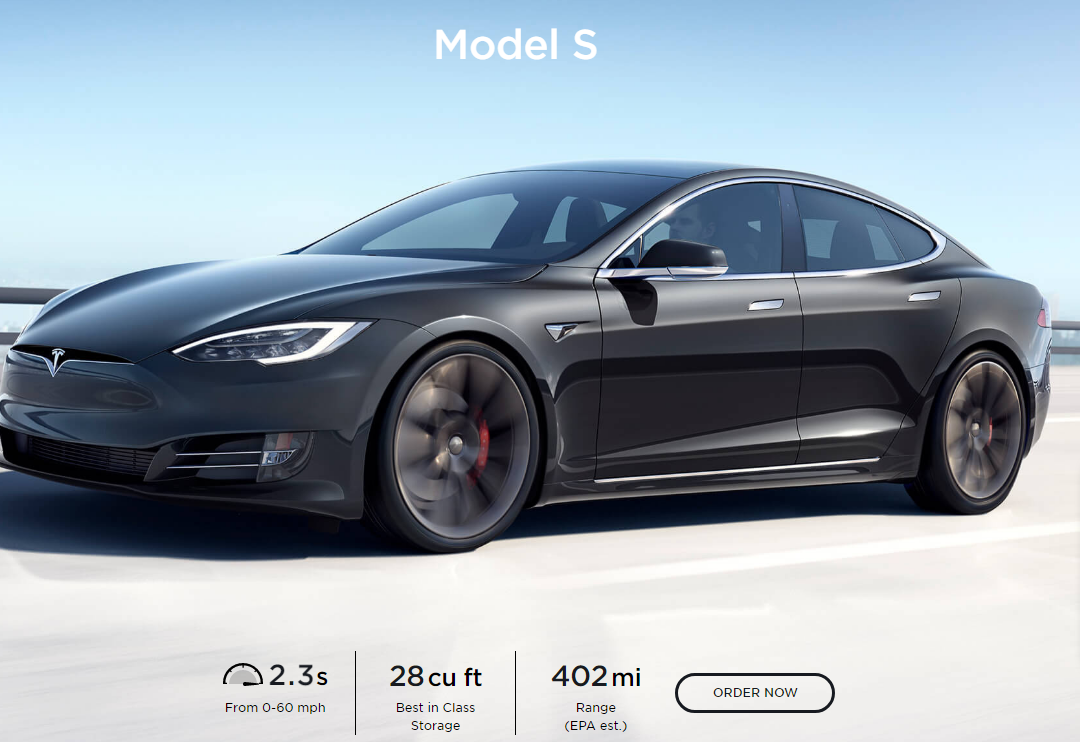 Model S
2.3s
From 0-60 mph
28 cu ft
Best in Class
Storage
402 mi
Range
(EPA est.)
ORDER NOW